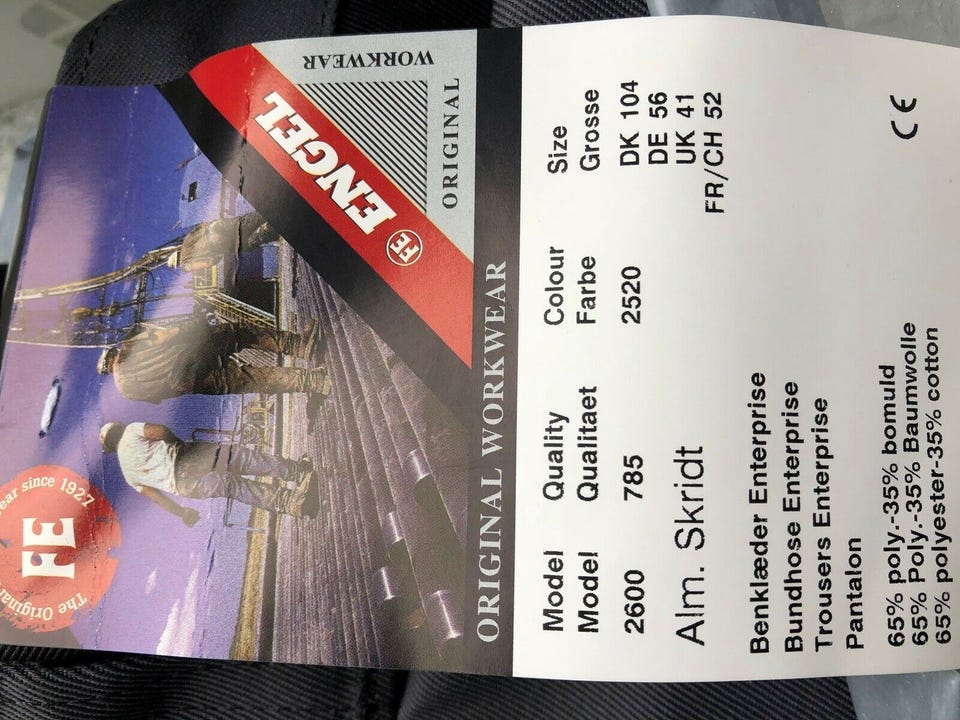 WORKWEAR
ORIGINAL
FE ENGEL
ear since 1927
FE
The Original
ORIGINAL WORKWEAR
Model Quality Colour Size
Model Qualitaet Farbe Grosse
2600 785 2520 DK 104
DE 56
UK 41
FR/CH 52
Alm. Skridt
Benklæder Enterprise
Bundhose Enterprise
Trousers Enterprise
Pantalon
65% poly.-35% bomuld
65% Poly.-35% Baumwolle
65% polyester-35% cotton
CE